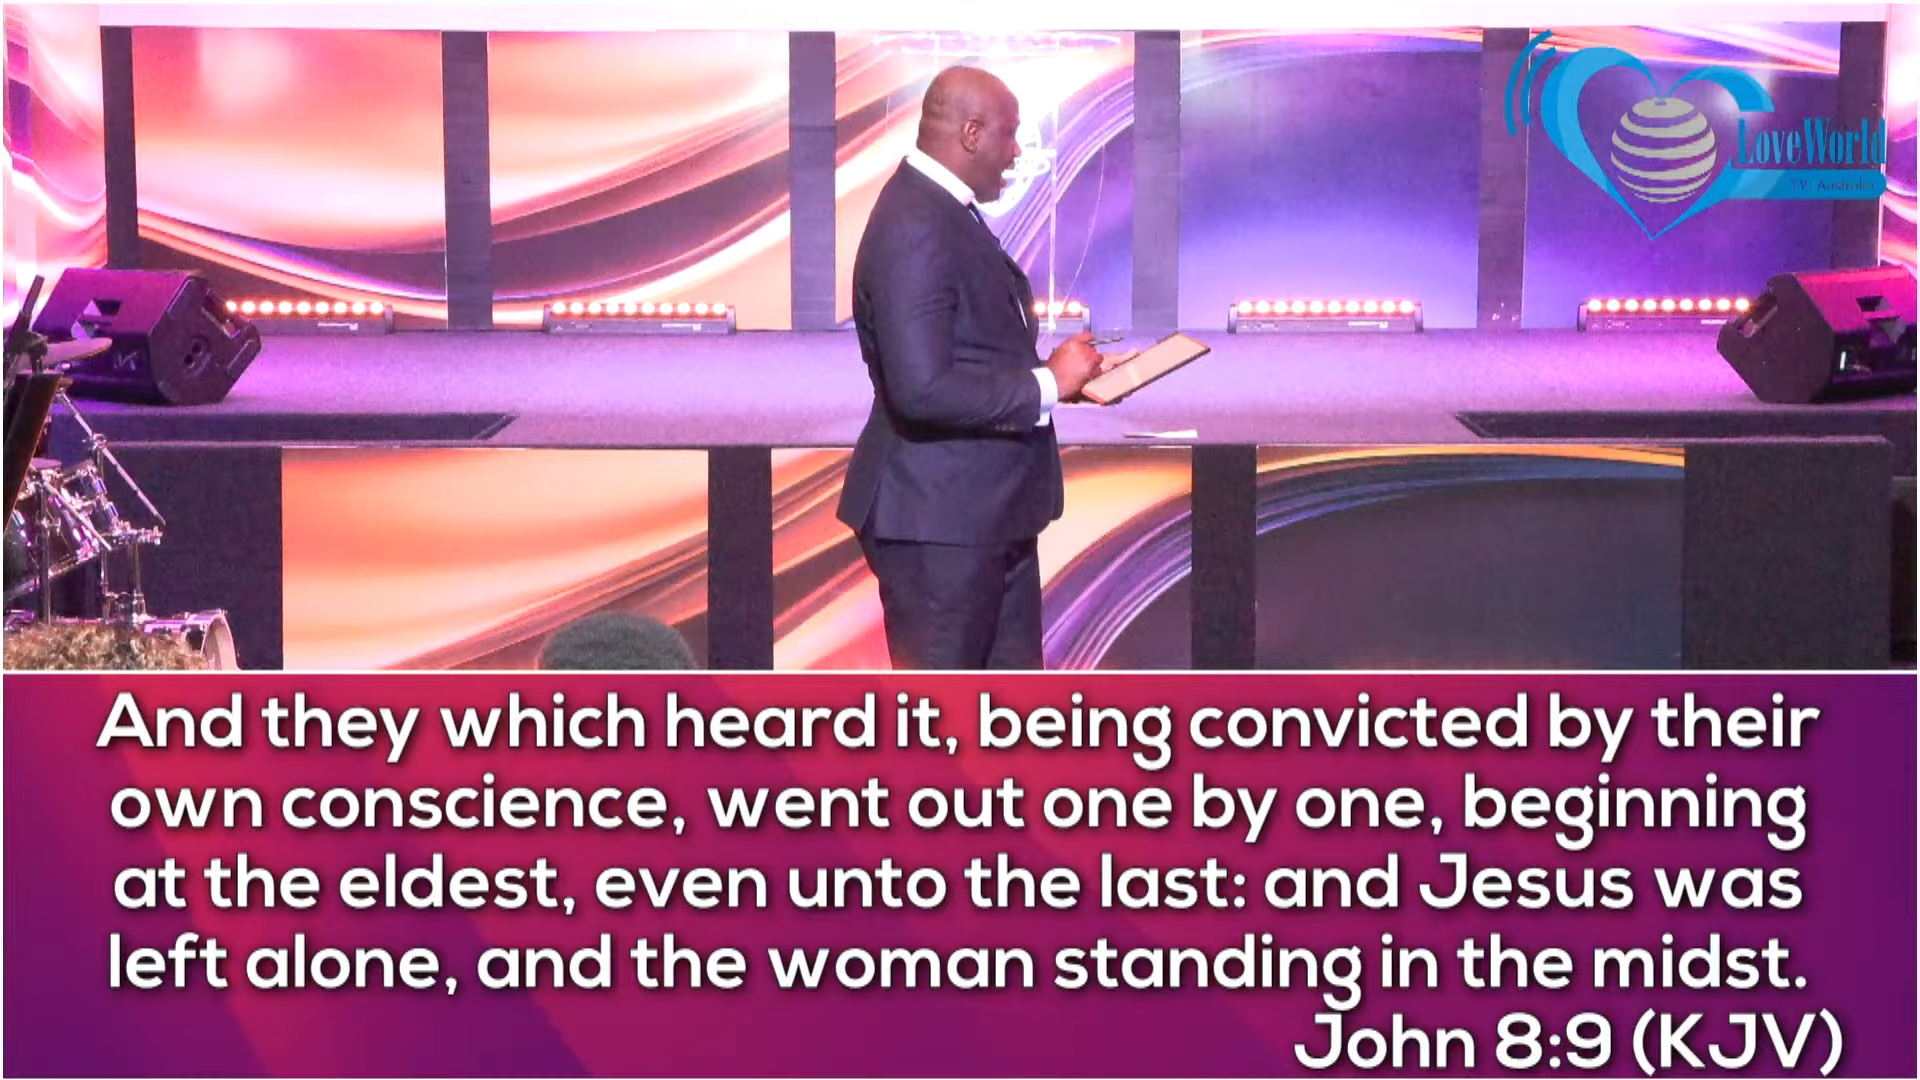 LoveWorld
TV Australia
And they which heard it, being convicted by their
own conscience, went out one by one, beginning
at the eldest, even unto the last: and Jesus was
left alone, and the woman standing in the midst.
John 8:9 (KJV)